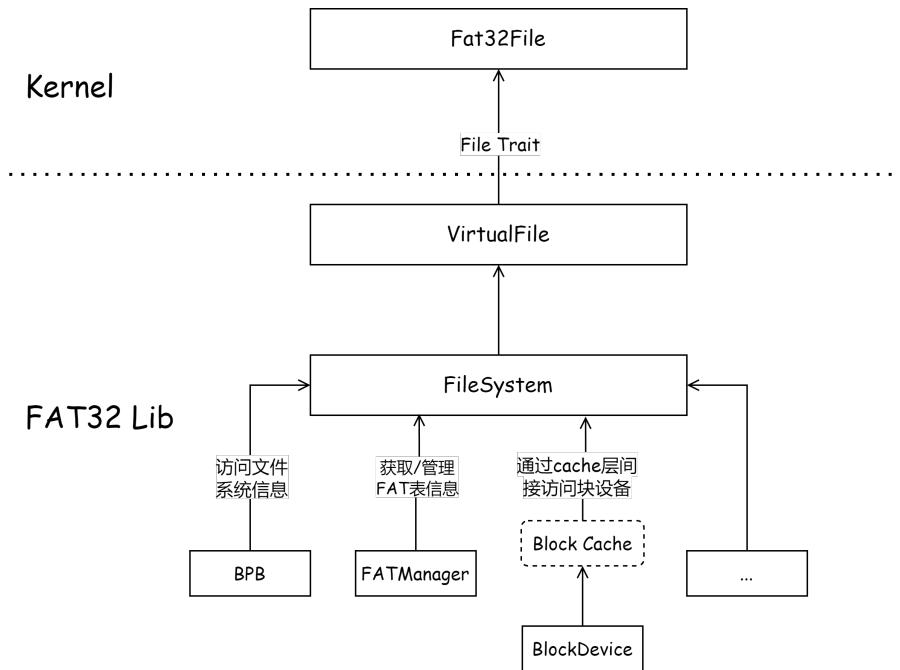 Fat32File
Kernel
File Trait
VirtualFile
FileSystem
FAT32 Lib
访问文件
系统信息
获取/管理
FAT表信息
通过cache层间
接访问块设备
Block Cache
BPB
FATManager
...
BlockDevice